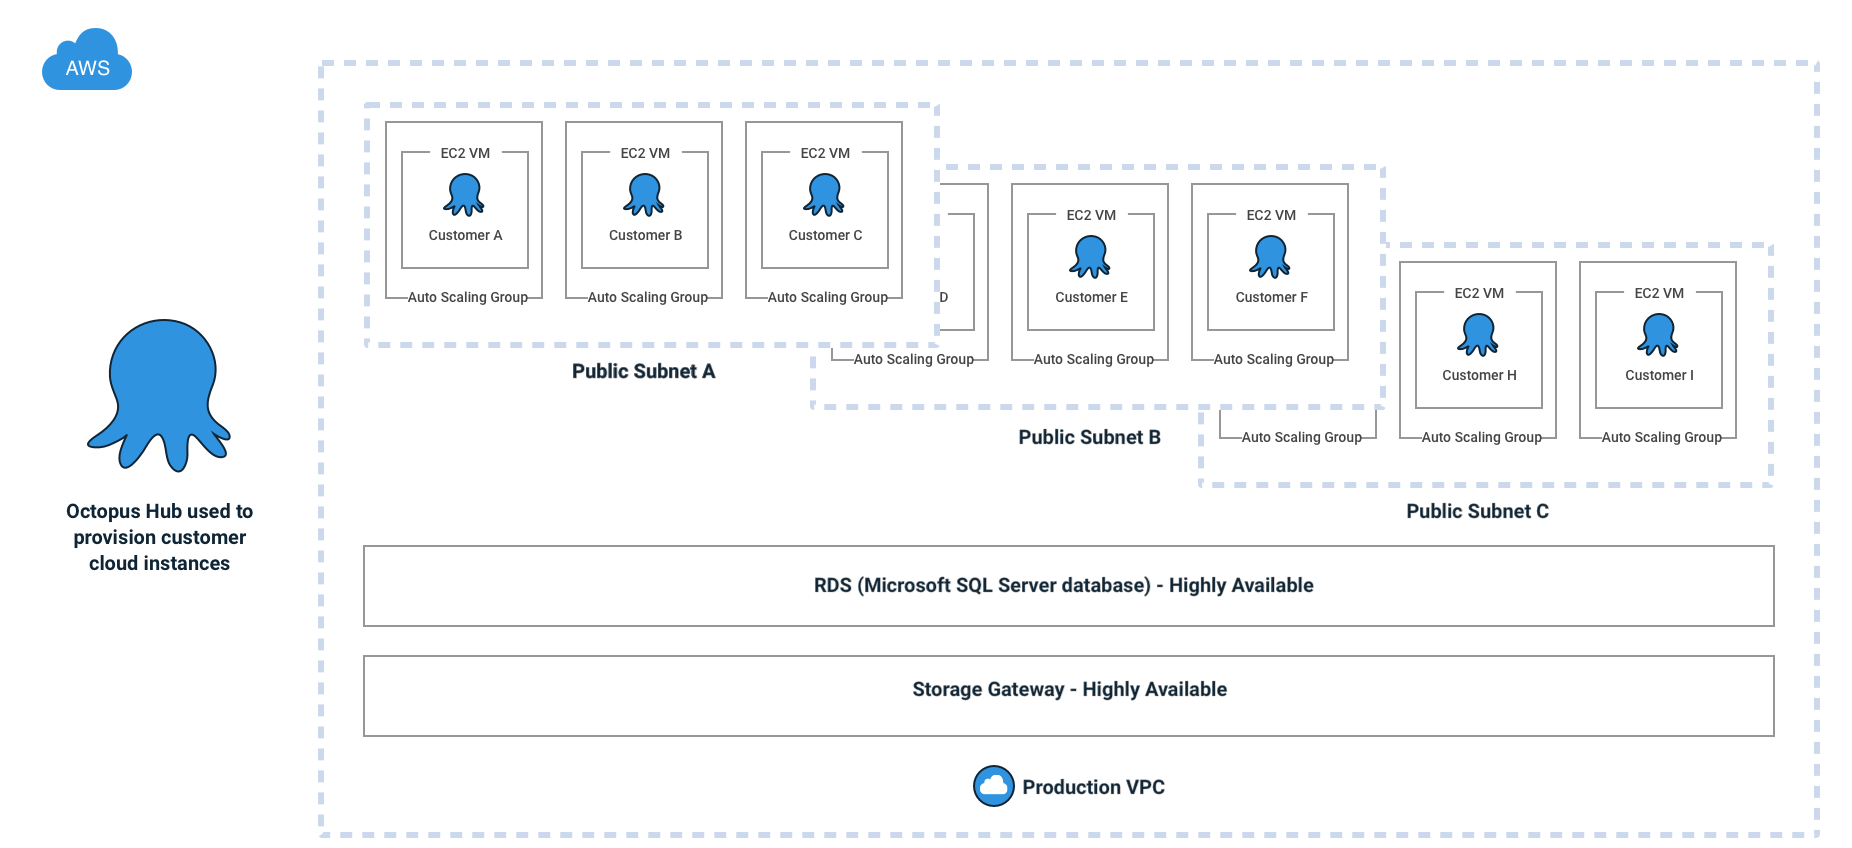 AWS
EC2 VM
Customer A
Auto Scaling Group
EC2 VM
Customer B
Auto Scaling Group
EC2 VM
Customer C
Auto Scaling Group
Public Subnet A
D
Auto Scaling Group
EC2 VM
Customer E
Auto Scaling Group
EC2 VM
Customer F
Auto Scaling Group
Public Subnet B
Auto Scaling Group
EC2 VM
Customer H
Auto Scaling Group
EC2 VM
Customer I
Auto Scaling Group
Public Subnet C
Octopus Hub used to
provision customer
cloud instances
RDS (Microsoft SQL Server database) - Highly Available
Storage Gateway - Highly Available
Production VPC